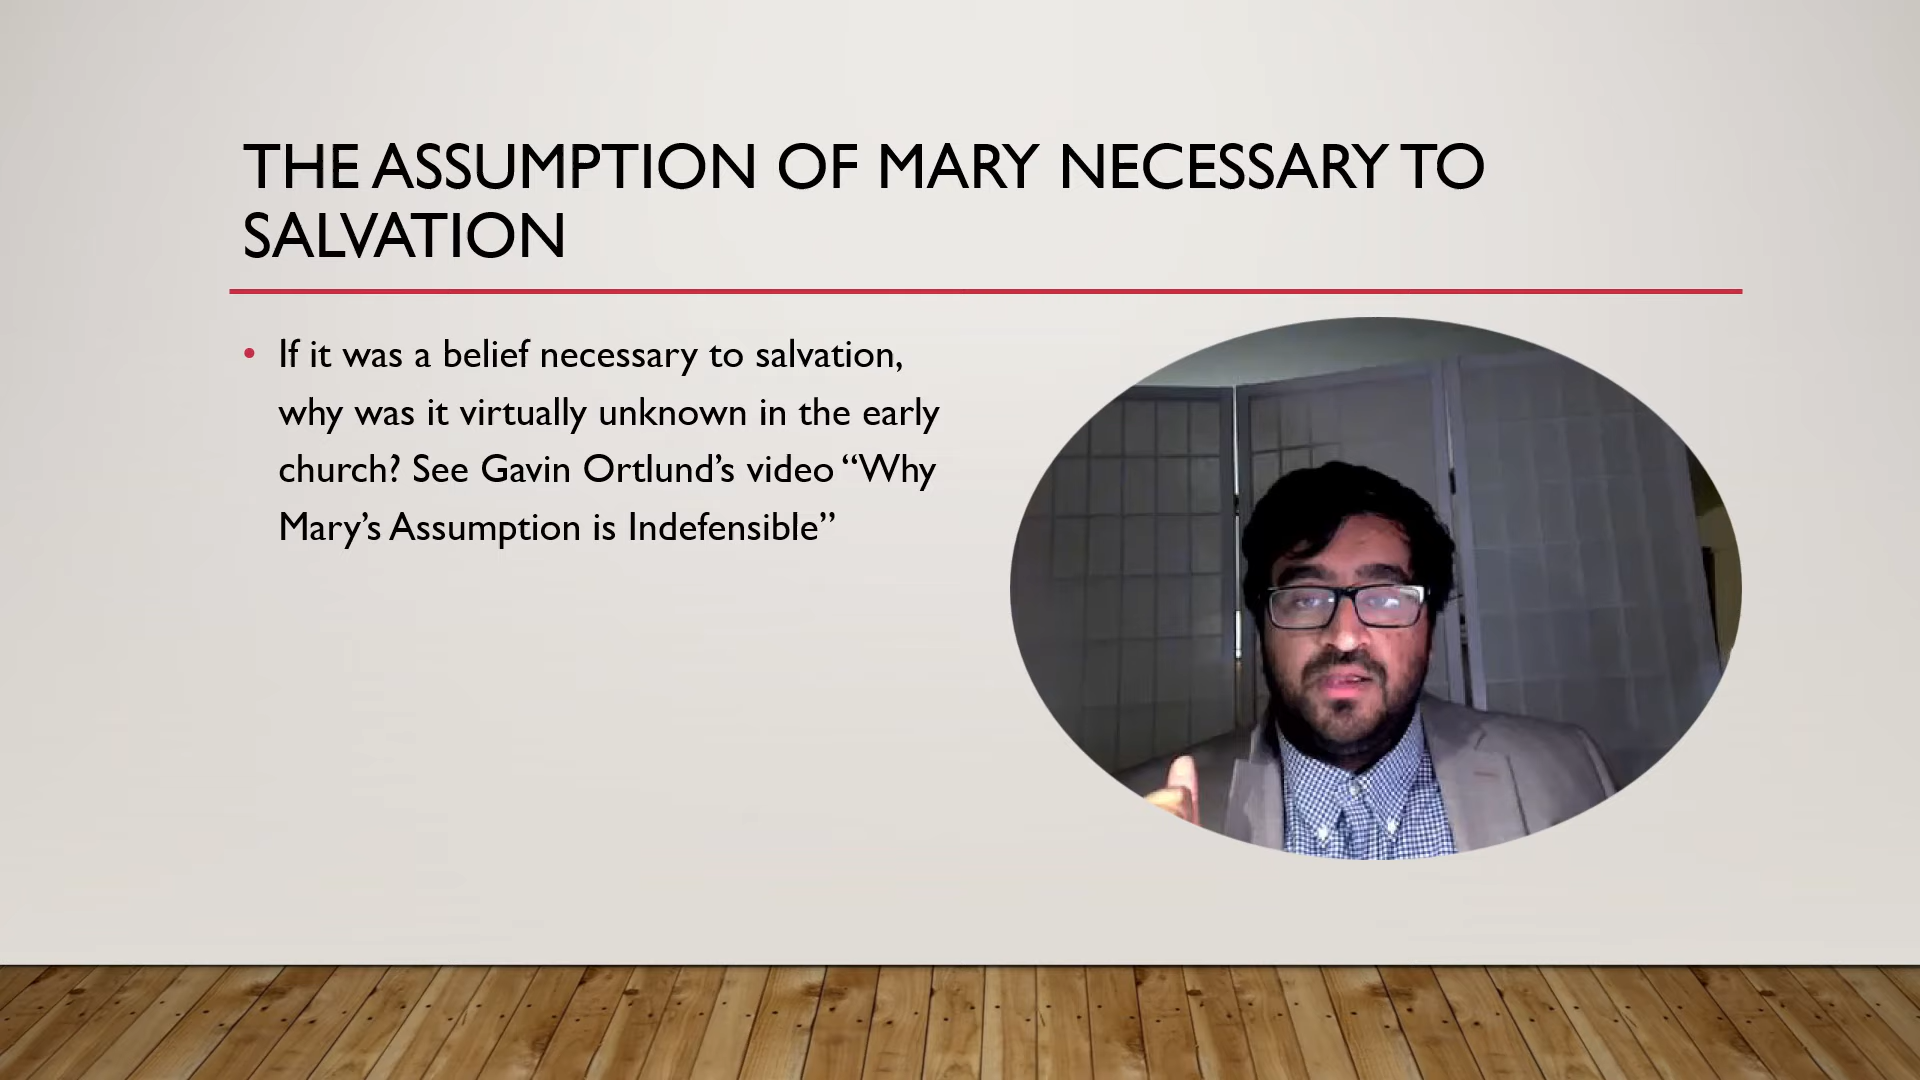 THE ASSUMPTION OF MARY NECESSARY TO
SALVATION
• If it was a belief necessary to salvation,
why was it virtually unknown in the early
church? See Gavin Ortlund’s video “Why
Mary’s Assumption is Indefensible”